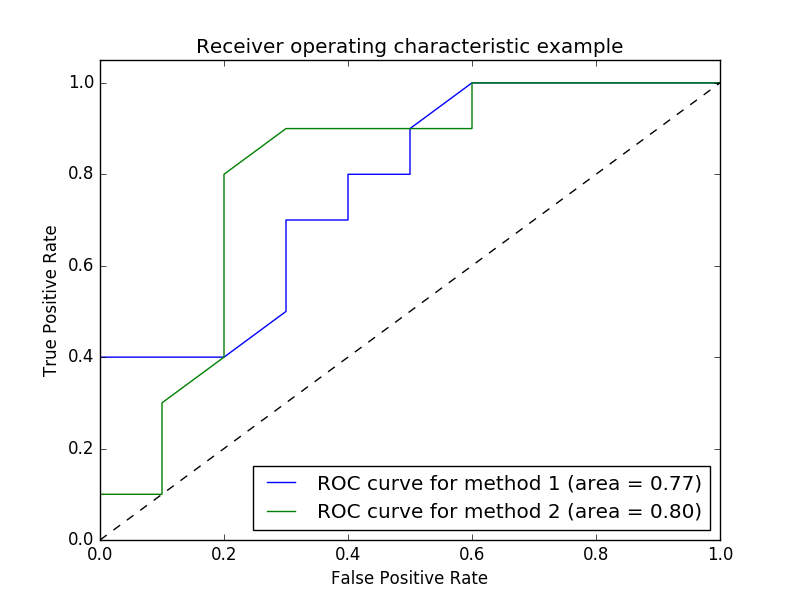 Receiver operating characteristic example
1.0
0.8
0.6
0.4
0.2
0.0
True Positive Rate
ROC curve for method 1 (area = 0.77)
ROC curve for method 2 (area = 0.80)
0.0 0.2 0.4 0.6 0.8 1.0
False Positive Rate